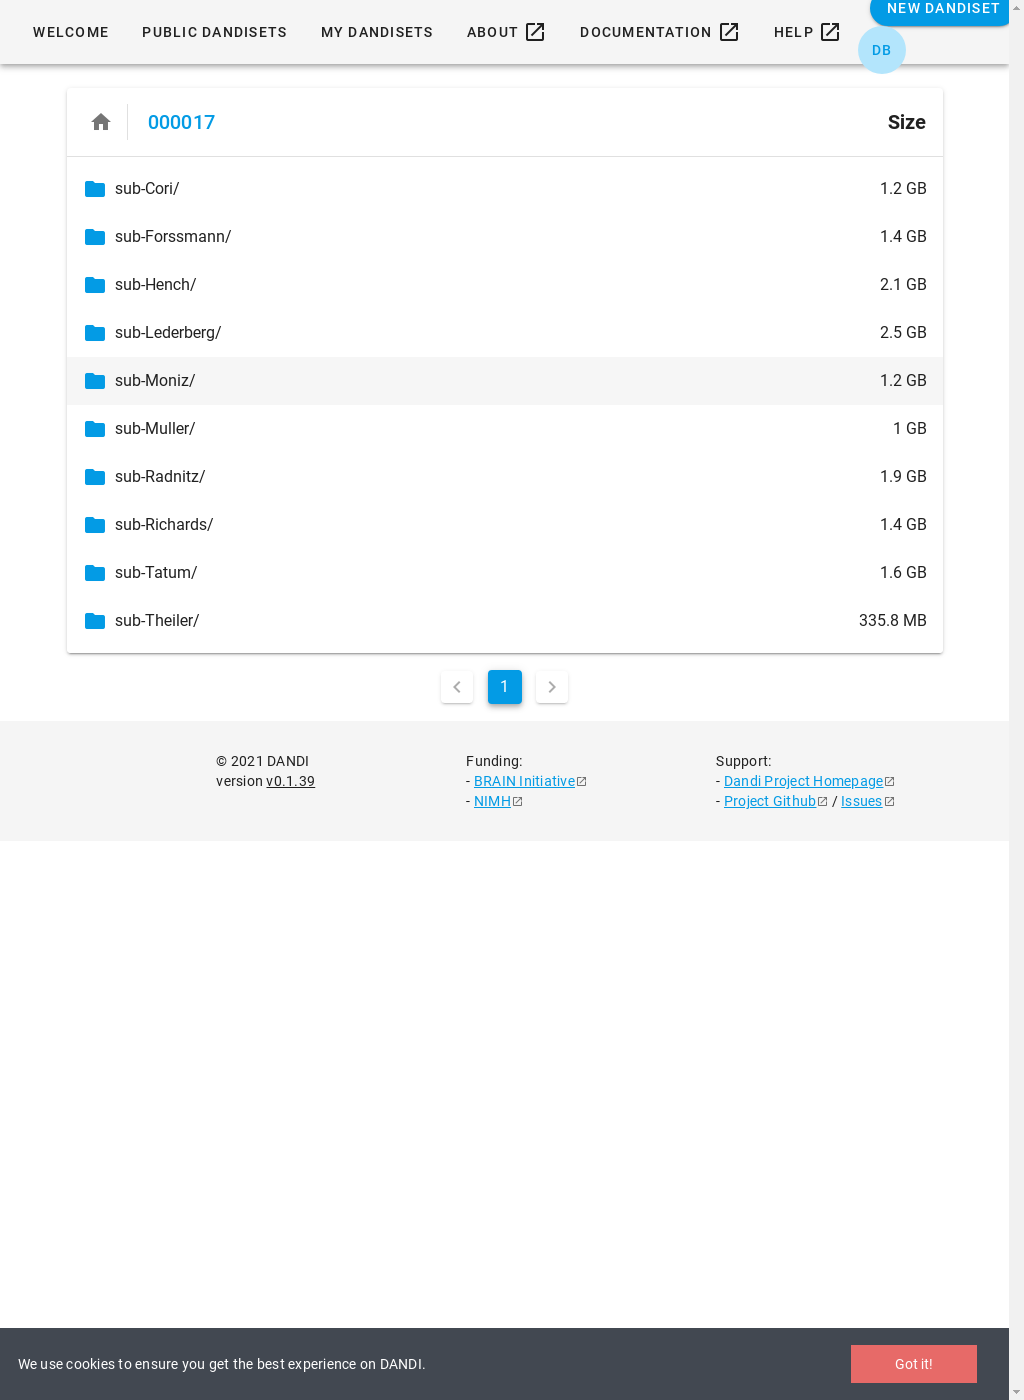 NEW DANDISET
WELCOME PUBLIC DANDISETS MY DANDISETS ABOUT DOCUMENTATION HELP
DB
000017 Size
sub-Cori/ 1.2 GB
sub-Forssmann/ 1.4 GB
sub-Hench/ 2.1 GB
sub-Lederberg/ 2.5 GB
sub-Moniz/ 1.2 GB
sub-Muller/ 1 GB
sub-Radnitz/ 1.9 GB
sub-Richards/ 1.4 GB
sub-Tatum/ 1.6 GB
sub-Theiler/ 335.8 MB
1
© 2021 DANDI
version v0.1.39
Funding:
- BRAIN Initiative
- NIMH
Support:
- Dandi Project Homepage
- Project Github / Issues
We use cookies to ensure you get the best experience on DANDI. Got it!